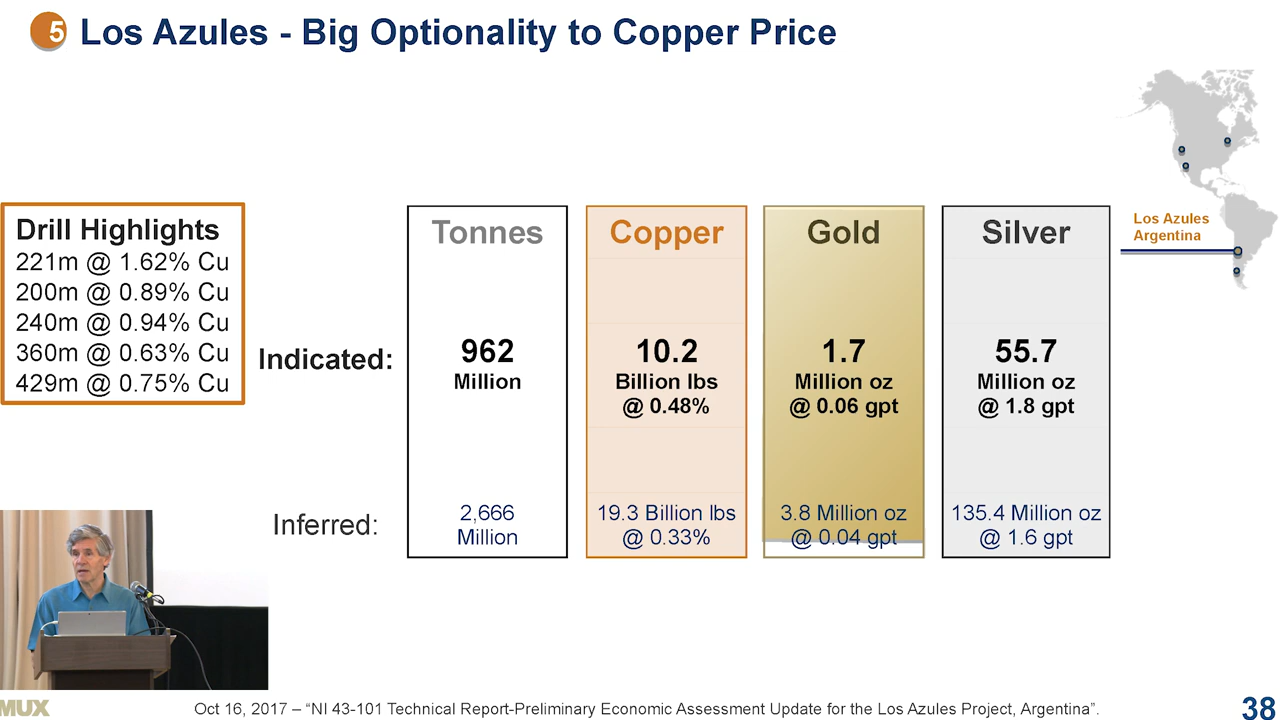 5 Los Azules - Big Optionality to Copper Price
Los Azules
Argentina
Drill Highlights
221m @ 1.62% Cu
200m @ 0.89% Cu
240m @ 0.94% Cu
360m @ 0.63% Cu
429m @ 0.75% Cu
Tonnes Copper Gold Silver
Indicated:
962
Million
10.2
Billion lbs
@ 0.48%
1.7
Million oz
@ 0.06 gpt
55.7
Million oz
@ 1.8 gpt
Inferred:
2,666
Million
19.3 Billion lbs
@ 0.33%
3.8 Million oz
@ 0.04 gpt
135.4 Million oz
@ 1.6 gpt
MUX
Oct 16, 2017 – “NI 43-101 Technical Report-Preliminary Economic Assessment Update for the Los Azules Project, Argentina”.
38